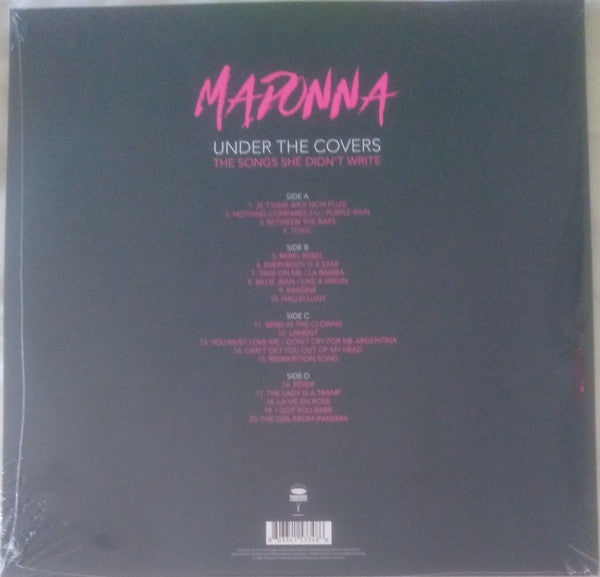 MADONNA
UNDER THE COVERS
THE SONGS SHE DIDN'T WRITE
SIDE A
1. JE T'AIME (MOI NON PLUS)
2. NOTHING COMPARES 2 U / PURPLE RAIN
3. BETWEEN THE BARS
4. TOXIC
SIDE B
5. REBEL REBEL
6. EVERYBODY IS A STAR
7. TAKE ON ME / LA BAMBA
8. BILLIE JEAN / LIKE A VIRGIN
9. IMAGINE
10. HALLELUJAH
SIDE C
11. SEND IN THE CLOWNS
12. LAMENT
13. YOU MUST LOVE ME / DON'T CRY FOR ME ARGENTINA
14. CAN'T GET YOU OUT OF MY HEAD
15. REDEMPTION SONG
SIDE D
16. FEVER
17. THE LADY IS A TRAMP
18. LA VIE EN ROSE
19. I GOT YOU BABE
20. THE GIRL FROM IPANEMA